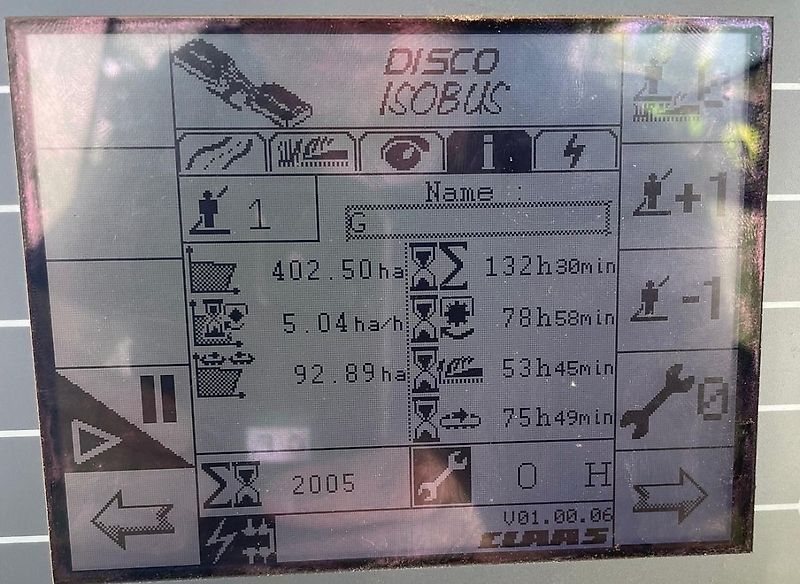 DISCO
ISOBUS
i
1
Name :
G
+1
402.50ha
132h30min
-1
5.04ha/h
78h58min
92.89ha
53h45min
0
75h49min
Σ 2005
0 H
V01.00.06
CLAAS